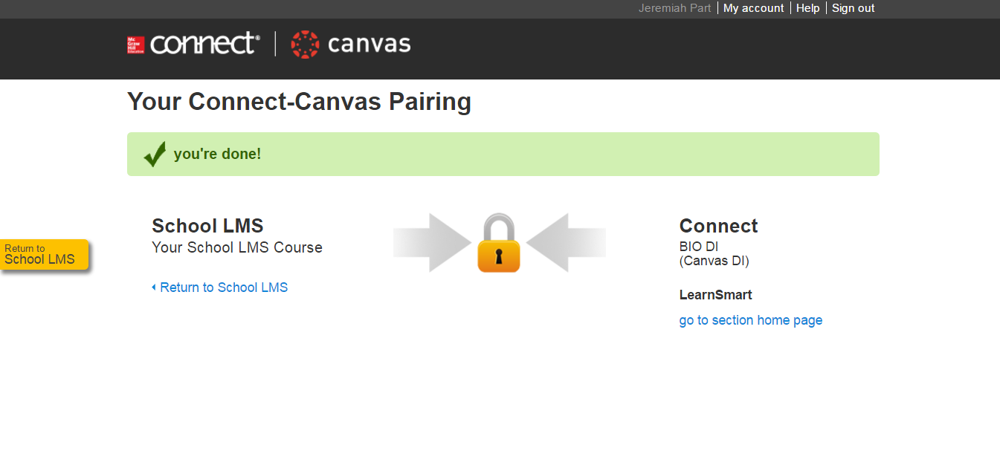 Jeremiah Part My account Help Sign out
Mc
Graw
Hill
Education
connect® canvas
Your Connect-Canvas Pairing
you're done!
School LMS
Your School LMS Course
Return to School LMS
Connect
BIO DI
(Canvas DI)
LearnSmart
go to section home page
Return to
School LMS